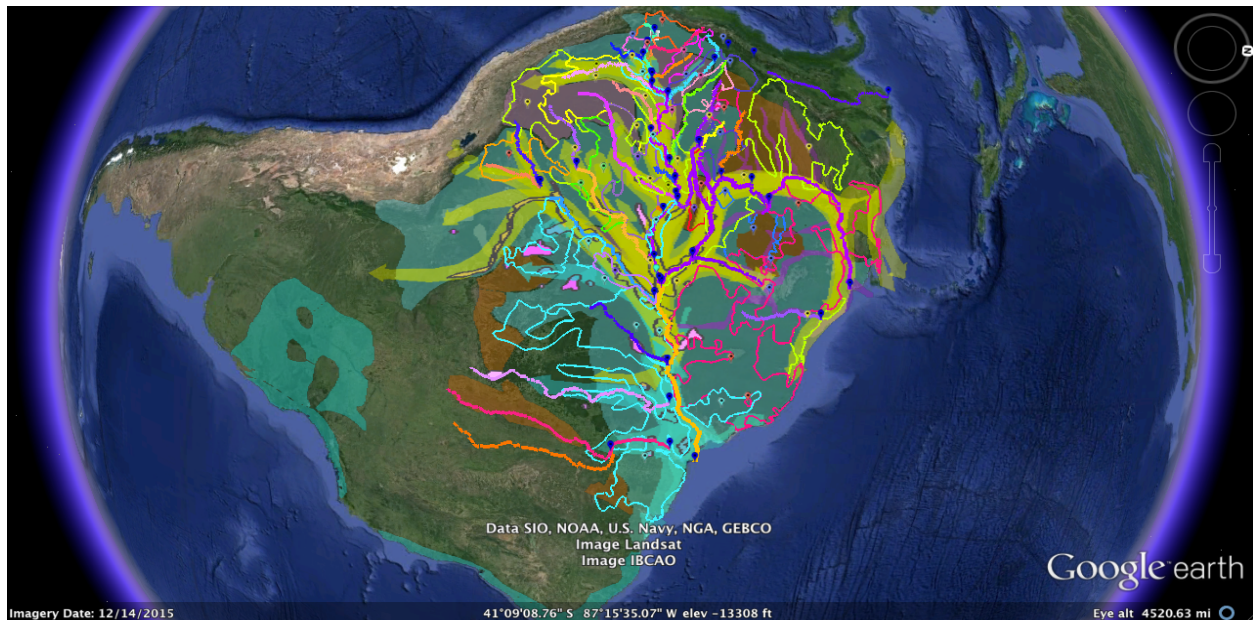 N
Data SIO, NOAA, U.S. Navy, NGA, GEBCO
Image Landsat
Image IBCAO
Google earth
Imagery Date: 12/14/2015
41°09'08.76" S 87°15'35.07" W elev -13308 ft
Eye alt 4520.63 mi